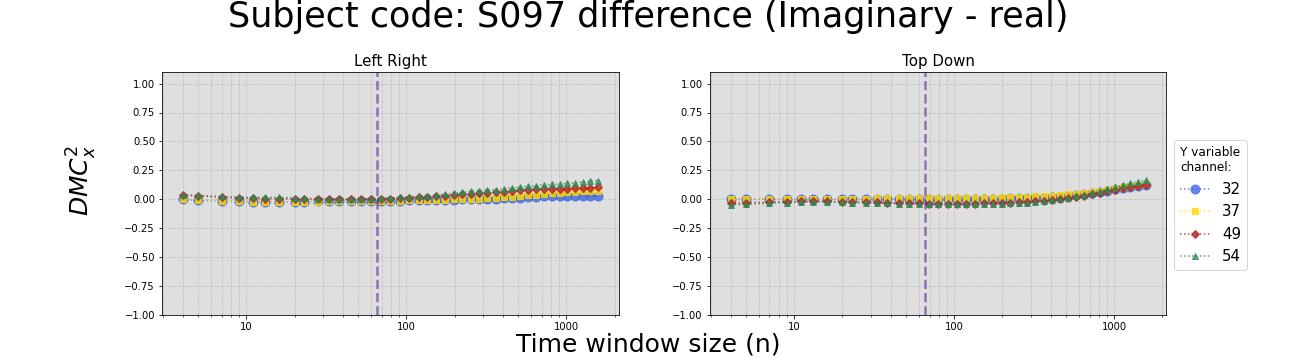 Subject code: S097 difference (Imaginary - real)
Left Right
Top Down
DMC²ₓ
1.00
0.75
0.50
0.25
0.00
−0.25
−0.50
−0.75
−1.00
10 100 1000
1.00
0.75
0.50
0.25
0.00
−0.25
−0.50
−0.75
−1.00
10 100 1000
Y variable
channel:
32
37
49
54
Time window size (n)